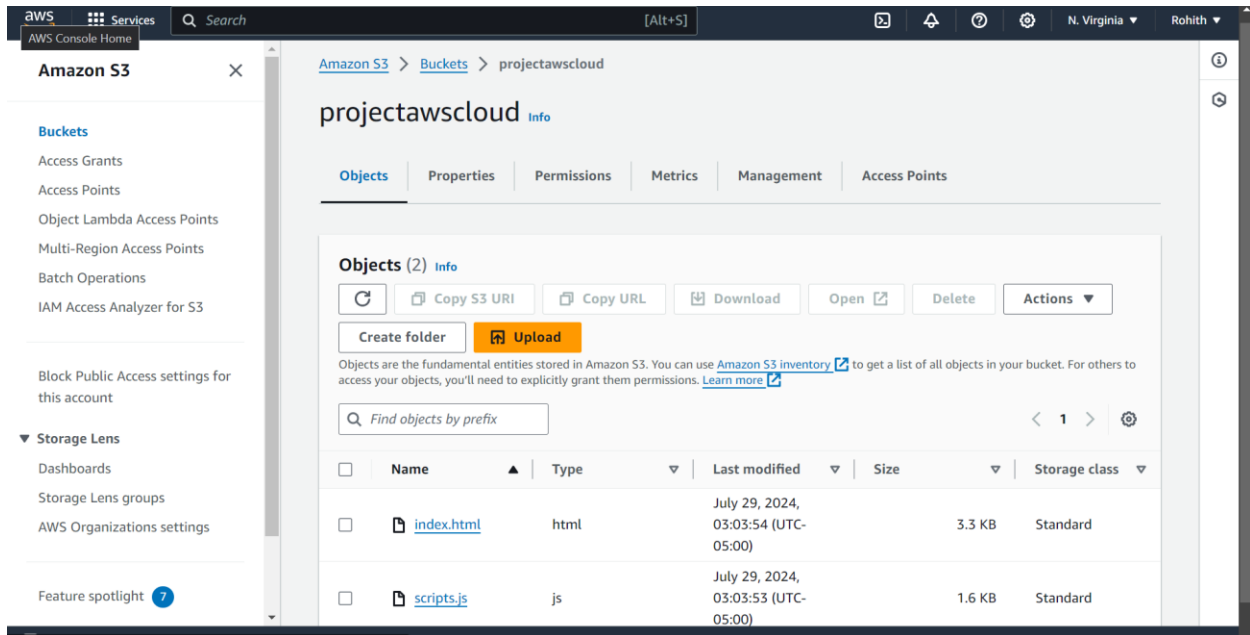 aws
Services
Search
[Alt+S]
N. Virginia ▼
Rohith ▼
AWS Console Home
Amazon S3
Buckets
Access Grants
Access Points
Object Lambda Access Points
Multi-Region Access Points
Batch Operations
IAM Access Analyzer for S3
Block Public Access settings for
this account
▼ Storage Lens
Dashboards
Storage Lens groups
AWS Organizations settings
Feature spotlight 7
Amazon S3 > Buckets > projectawscloud
projectawscloud Info
Objects
Properties
Permissions
Metrics
Management
Access Points
Objects (2) Info
Copy S3 URI
Copy URL
Download
Open
Delete
Actions ▼
Create folder
Upload
Objects are the fundamental entities stored in Amazon S3. You can use Amazon S3 inventory to get a list of all objects in your bucket. For others to
access your objects, you'll need to explicitly grant them permissions. Learn more
Find objects by prefix
< 1 >
Name
Type
Last modified
Size
Storage class
index.html
html
July 29, 2024,
03:03:54 (UTC-
05:00)
3.3 KB
Standard
scripts.js
js
July 29, 2024,
03:03:53 (UTC-
05:00)
1.6 KB
Standard